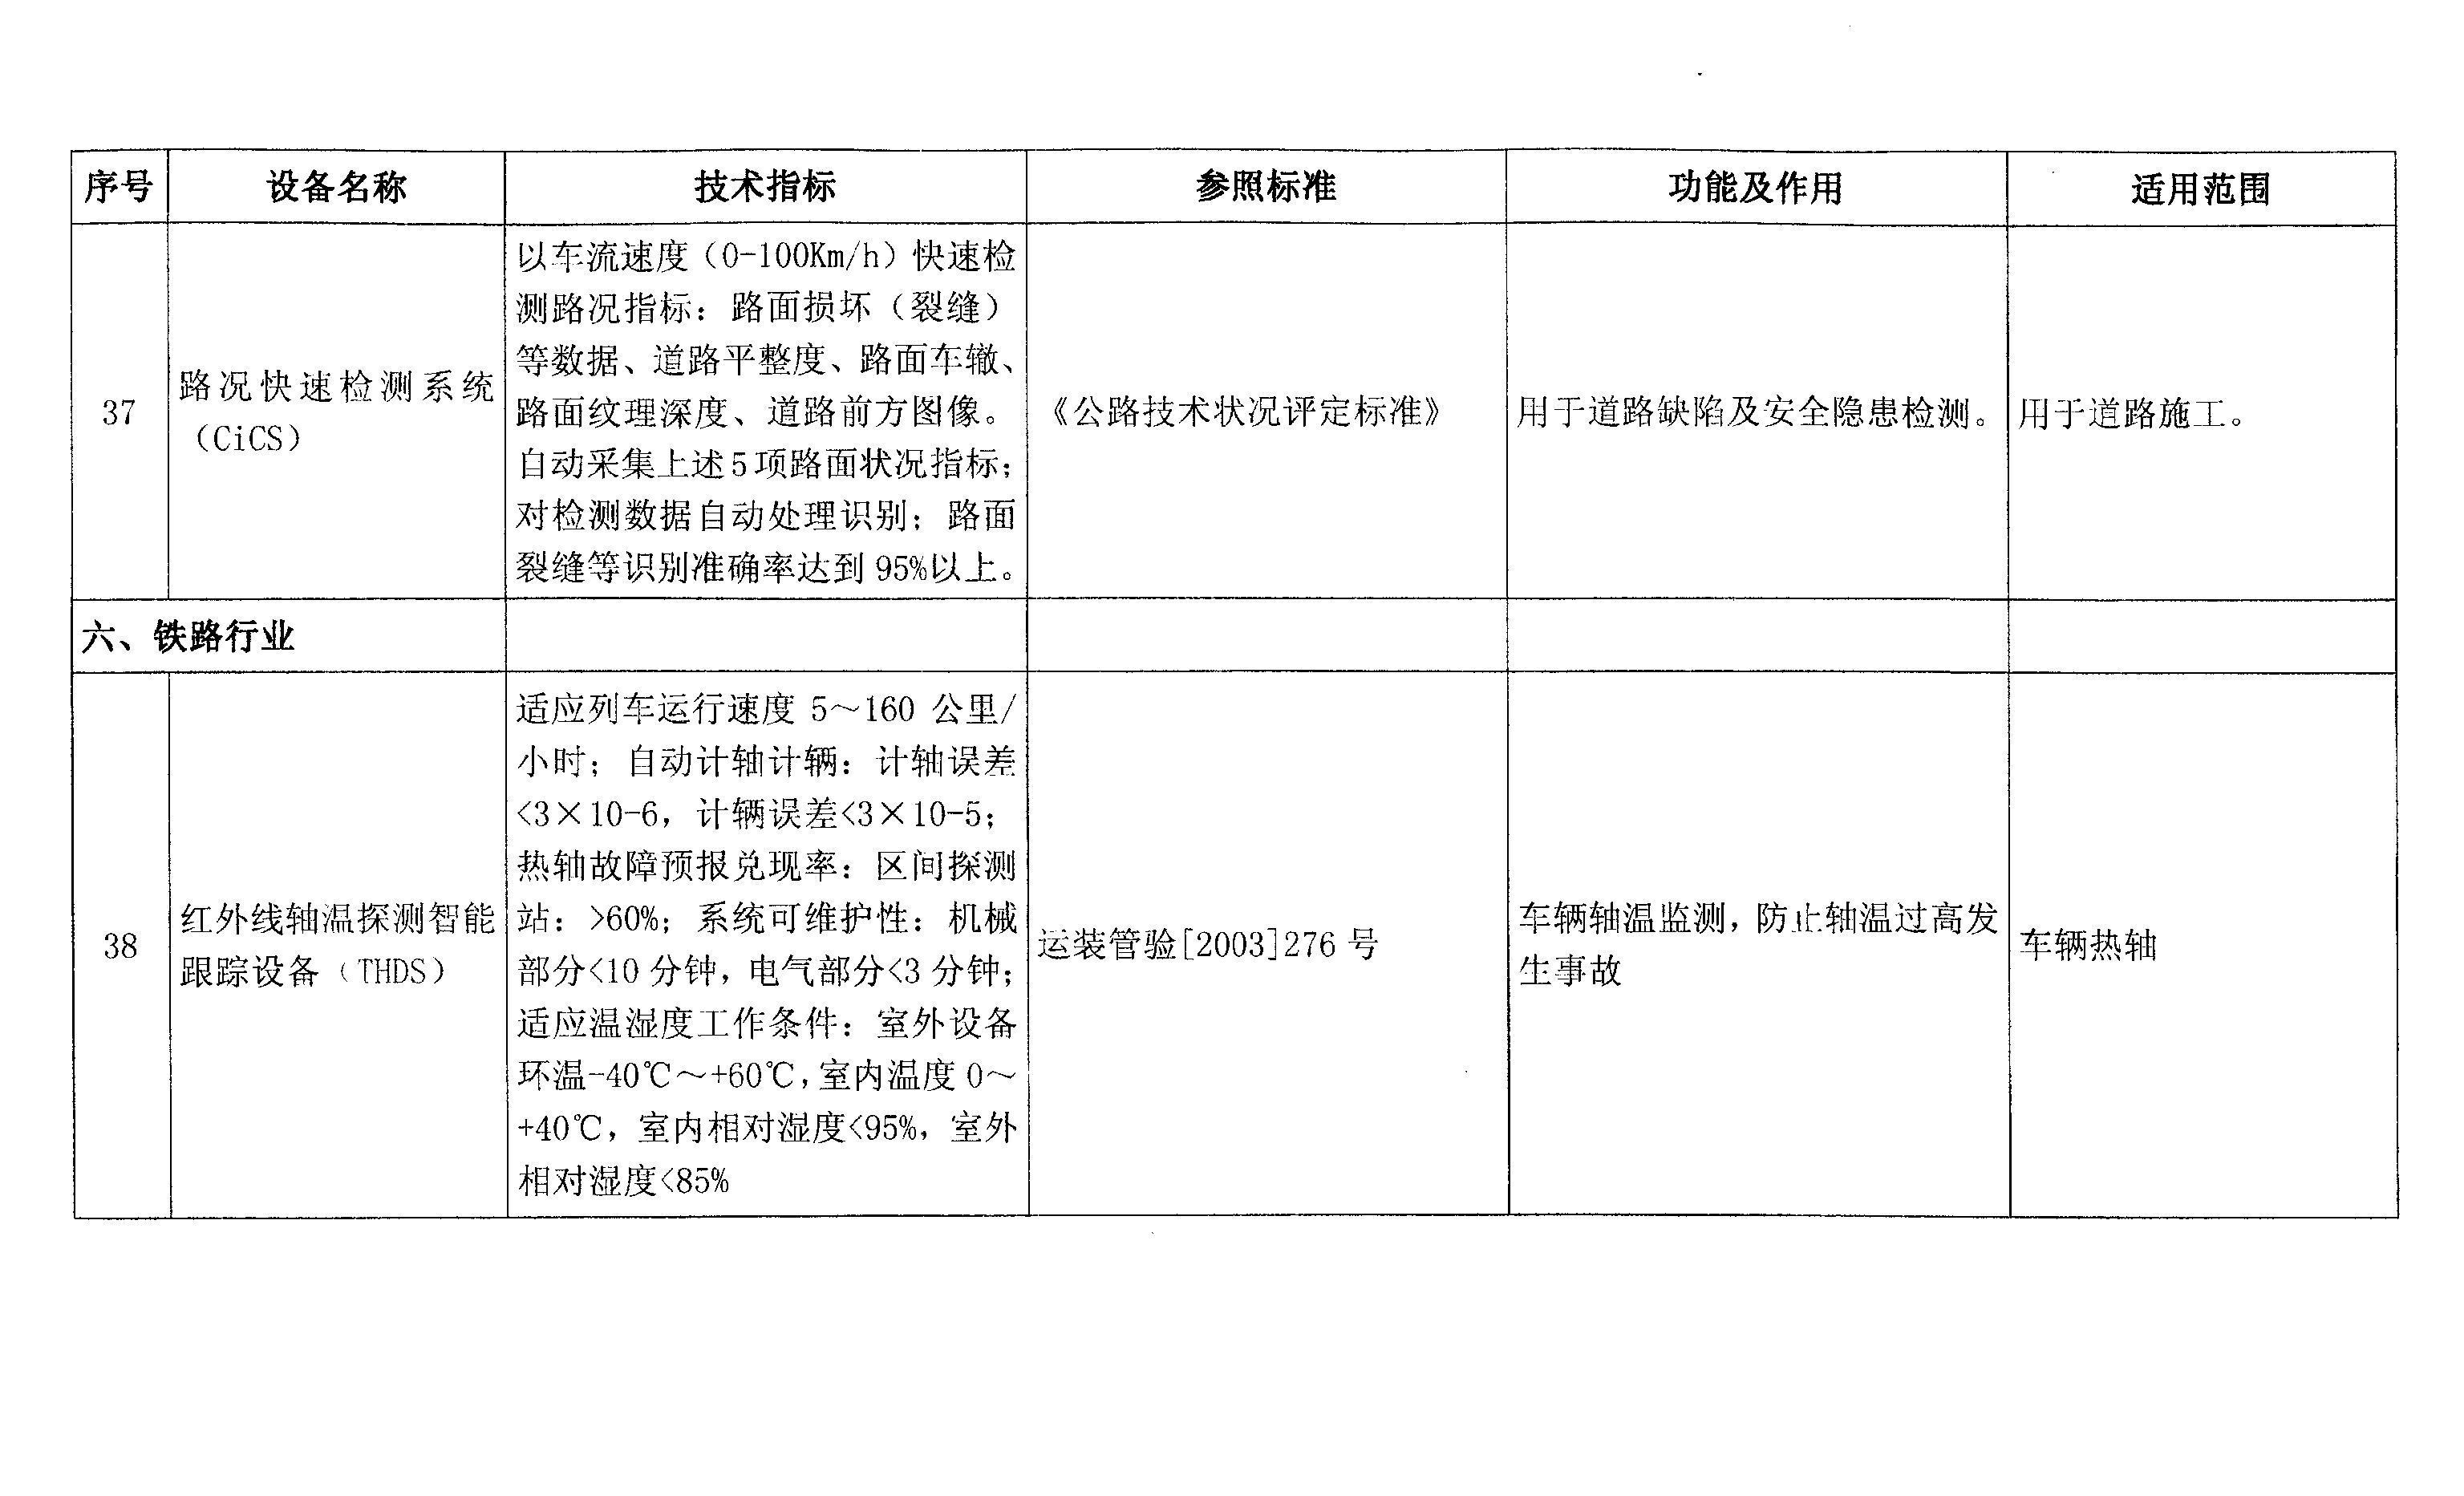 序号 设备名称 技术指标 参照标准 功能及作用 适用范围
37
路况快速检测系统
（CiCS）
以车流速度（0-100Km/h）快速检
测路况指标：路面损坏（裂缝）
等数据、道路平整度、路面车辙、
路面纹理深度、道路前方图像。
自动采集上述5项路面状况指标；
对检测数据自动处理识别；路面
裂缝等识别准确率达到95%以上。
《公路技术状况评定标准》
用于道路缺陷及安全隐患检测。
用于道路施工。
六、铁路行业
38
红外线轴温探测智能
跟踪设备（THDS）
适应列车运行速度 5～160 公里/
小时；自动计轴计辆：计轴误差
<3×10-6，计辆误差<3×10-5；
热轴故障预报兑现率：区间探测
站：>60%；系统可维护性：机械
部分<10 分钟，电气部分<3 分钟；
适应温湿度工作条件：室外设备
环温-40℃～+60℃，室内温度 0～
+40℃，室内相对湿度<95%，室外
相对湿度<85%
运装管验[2003]276 号
车辆轴温监测，防止轴温过高发
生事故
车辆热轴